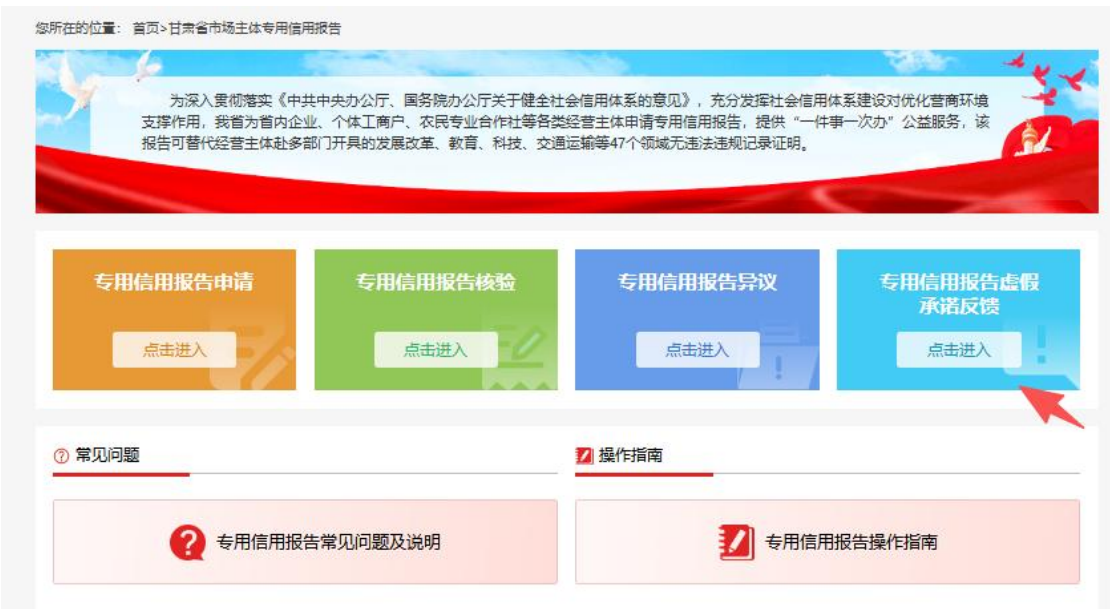 您所在的位置： 首页>甘肃省市场主体专用信用报告
为深入贯彻落实《中共中央办公厅、国务院办公厅关于健全社会信用体系的意见》，充分发挥社会信用体系建设对优化营商环境
支撑作用，我省为省内企业、个体工商户、农民专业合作社等各类经营主体申请专用信用报告，提供“一件事一次办”公益服务，该
报告可替代经营主体赴多部门开具的发展改革、教育、科技、交通运输等47个领域无违法违规记录证明。
专用信用报告申请
点击进入
专用信用报告核验
点击进入
专用信用报告异议
点击进入
专用信用报告虚假
承诺反馈
点击进入
常见问题
操作指南
专用信用报告常见问题及说明
专用信用报告操作指南